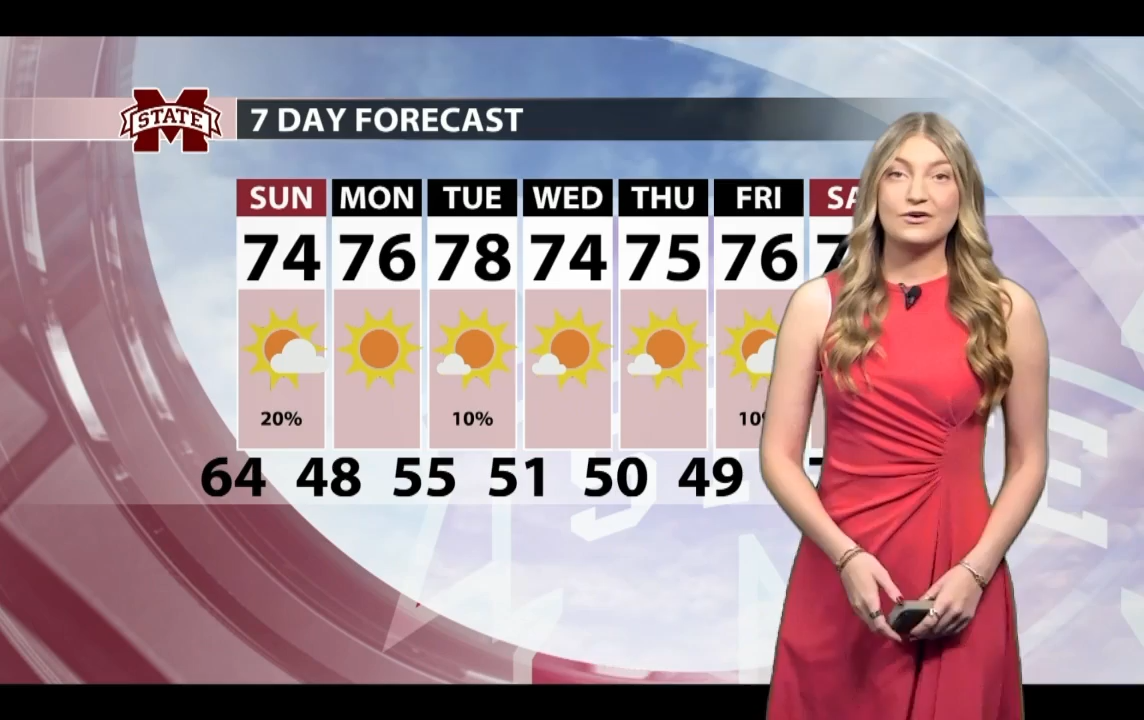 STATE
7 DAY FORECAST
SUN MON TUE WED THU FRI
74 76 78 74 75 76
20% 10%
64 48 55 51 50 49